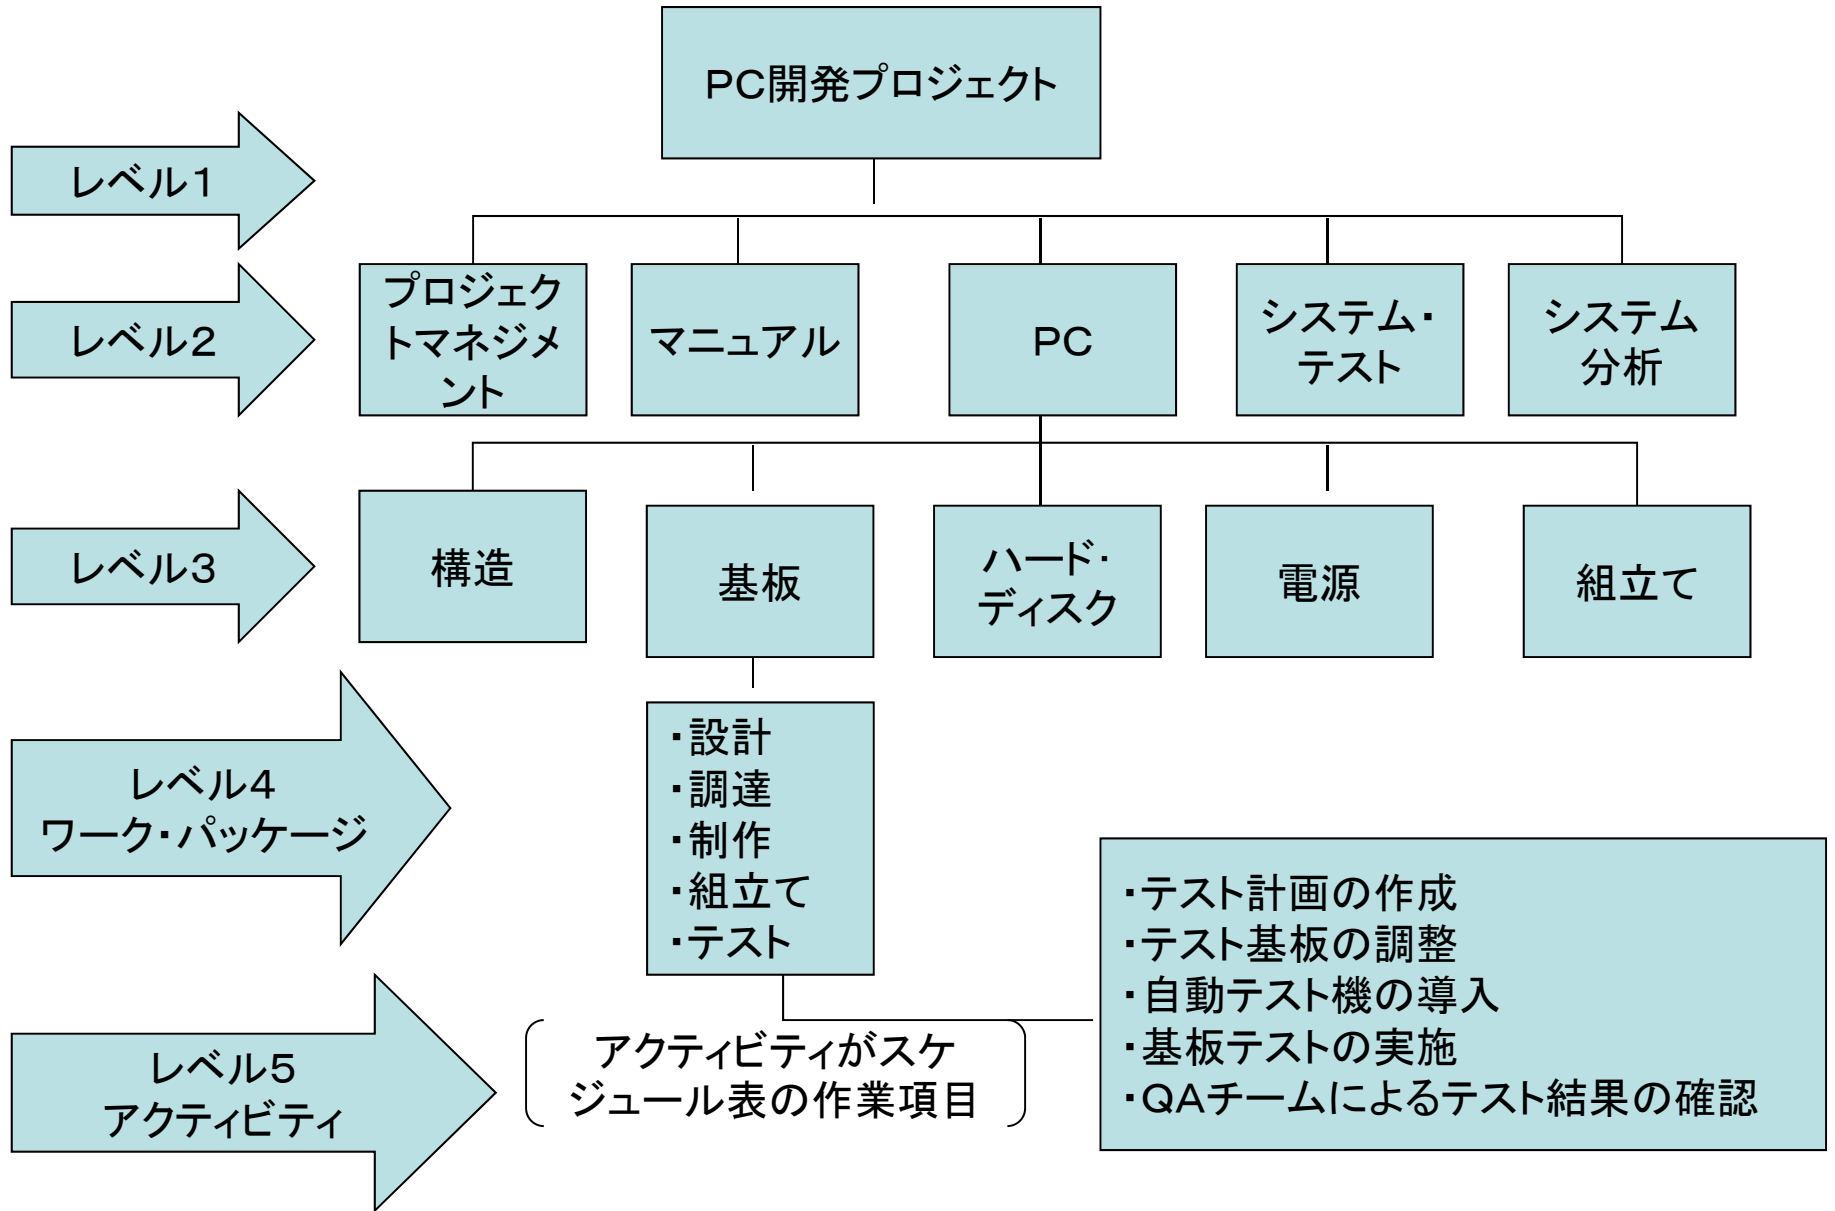 PC開発プロジェクト
レベル1
プロジェク
トマネジメ
ント
マニュアル
PC
システム・
テスト
システム
分析
レベル2
構造
基板
ハード・
ディスク
電源
組立て
レベル3
・設計
・調達
・制作
・組立て
・テスト
レベル4
ワーク・パッケージ
・テスト計画の作成
・テスト基板の調整
・自動テスト機の導入
・基板テストの実施
・QAチームによるテスト結果の確認
アクティビティがスケ
ジュール表の作業項目
レベル5
アクティビティ